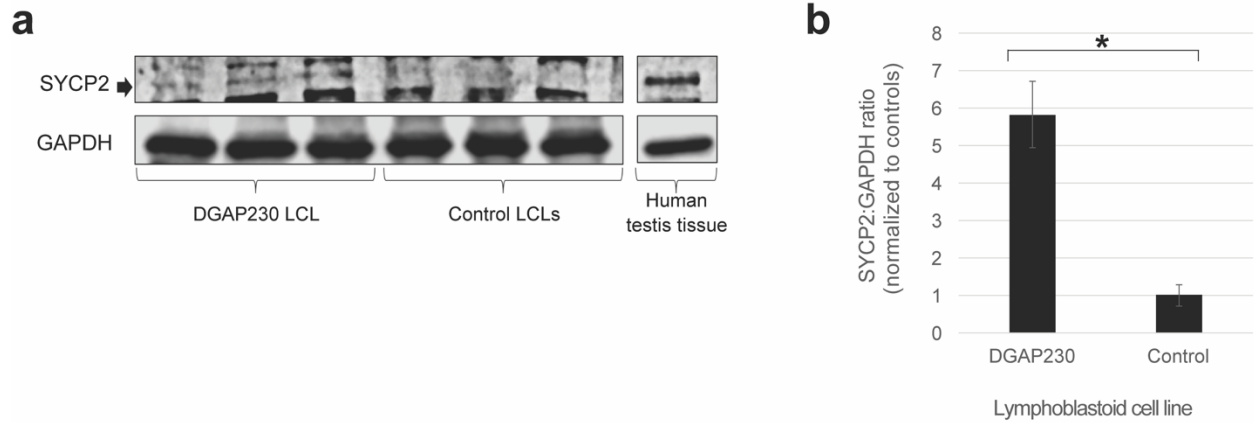 a
SYCP2
GAPDH
DGAP230 LCL
Control LCLs
Human
testis tissue
b
SYCP2:GAPDH ratio
(normalized to controls)
8
7
6
5
4
3
2
1
0
*
DGAP230
Control
Lymphoblastoid cell line